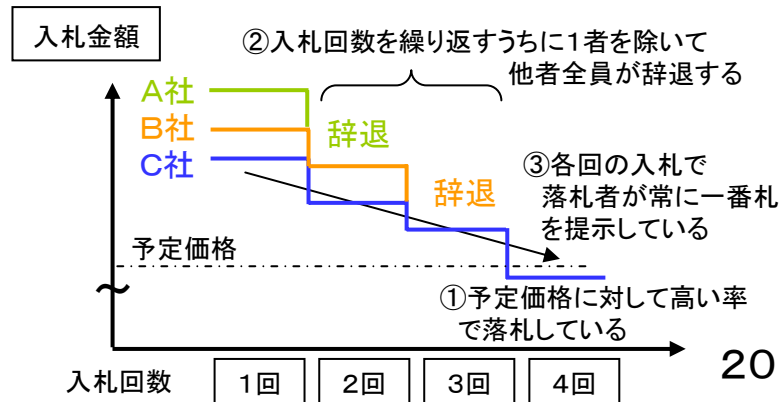 入札金額
②入札回数を繰り返すうちに1者を除いて
他者全員が辞退する
A社
B社
C社
辞退
辞退
③各回の入札で
落札者が常に一番札
を提示している
予定価格
①予定価格に対して高い率
で落札している
入札回数
1回
2回
3回
4回
20